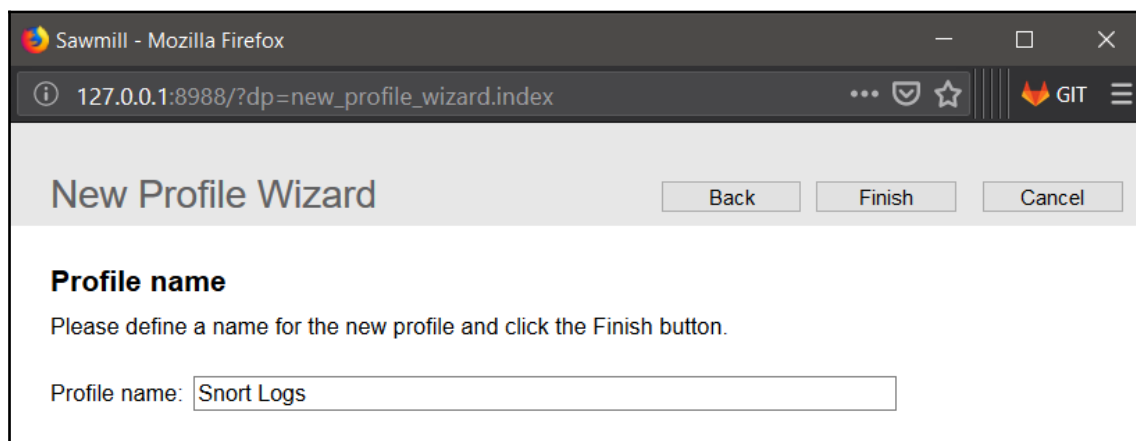 Sawmill - Mozilla Firefox
127.0.0.1:8988/?dp=new_profile_wizard.index
GIT
New Profile Wizard
Back
Finish
Cancel
Profile name
Please define a name for the new profile and click the Finish button.
Profile name: Snort Logs